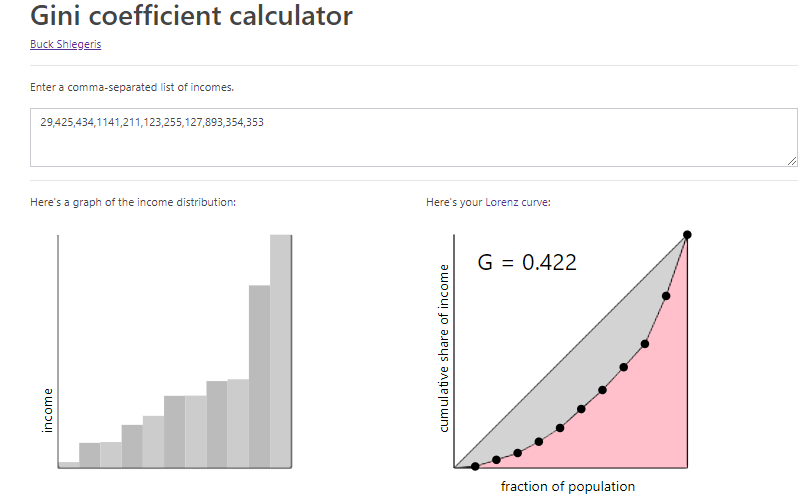 Gini coefficient calculator
Buck Shlegeris
Enter a comma-separated list of incomes.
29,425,434,1141,211,123,255,127,893,354,353
Here's a graph of the income distribution:
Here's your Lorenz curve:
income
G = 0.422
cumulative share of income
fraction of population